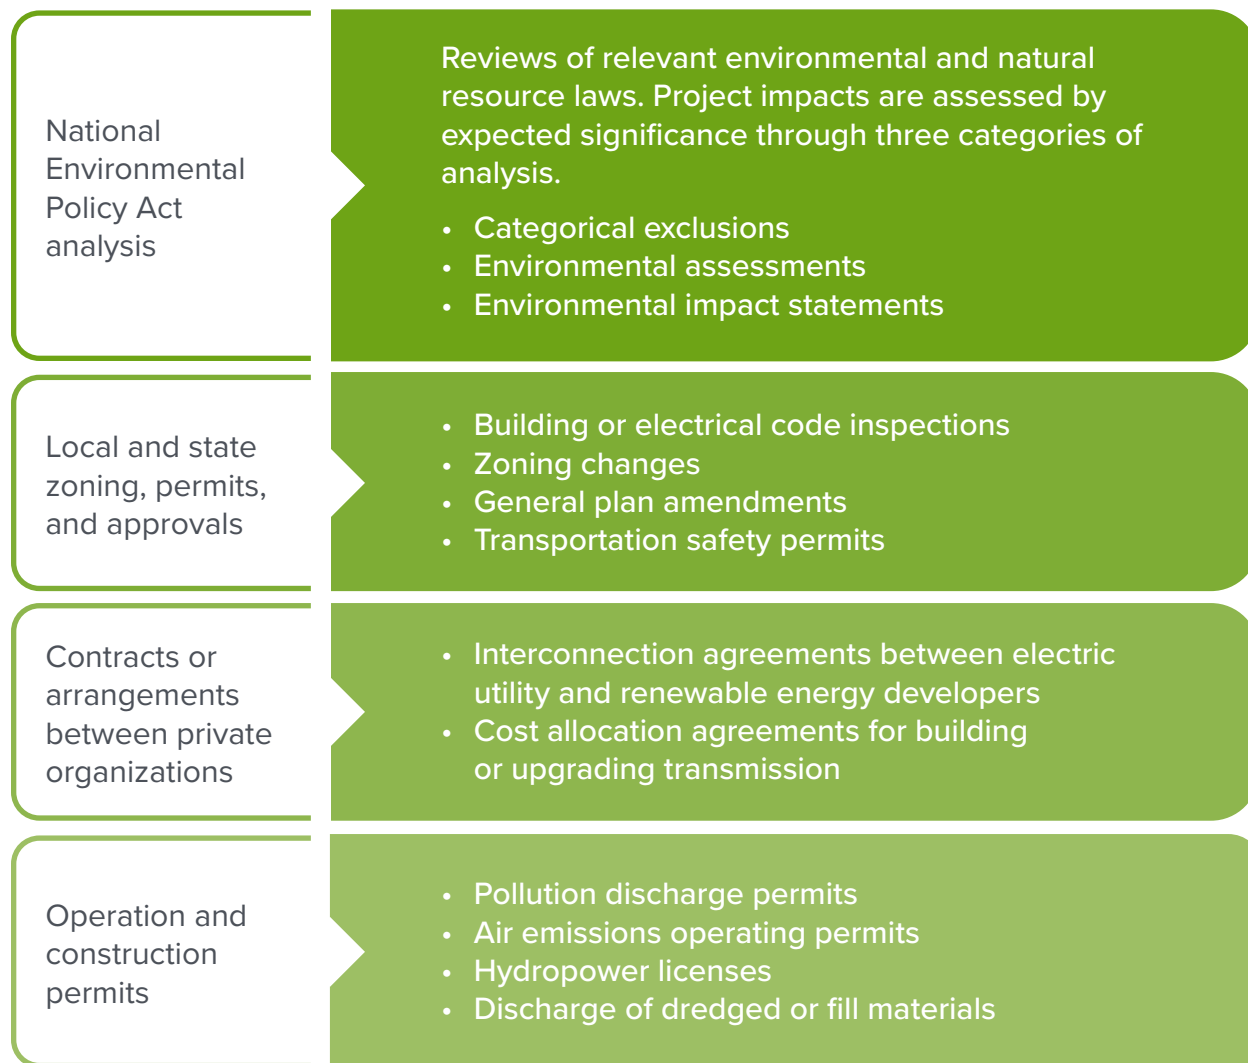 National
Environmental
Policy Act
analysis
Reviews of relevant environmental and natural
resource laws. Project impacts are assessed by
expected significance through three categories of
analysis.
• Categorical exclusions
• Environmental assessments
• Environmental impact statements
Local and state
zoning, permits,
and approvals
• Building or electrical code inspections
• Zoning changes
• General plan amendments
• Transportation safety permits
Contracts or
arrangements
between private
organizations
• Interconnection agreements between electric
utility and renewable energy developers
• Cost allocation agreements for building
or upgrading transmission
Operation and
construction
permits
• Pollution discharge permits
• Air emissions operating permits
• Hydropower licenses
• Discharge of dredged or fill materials